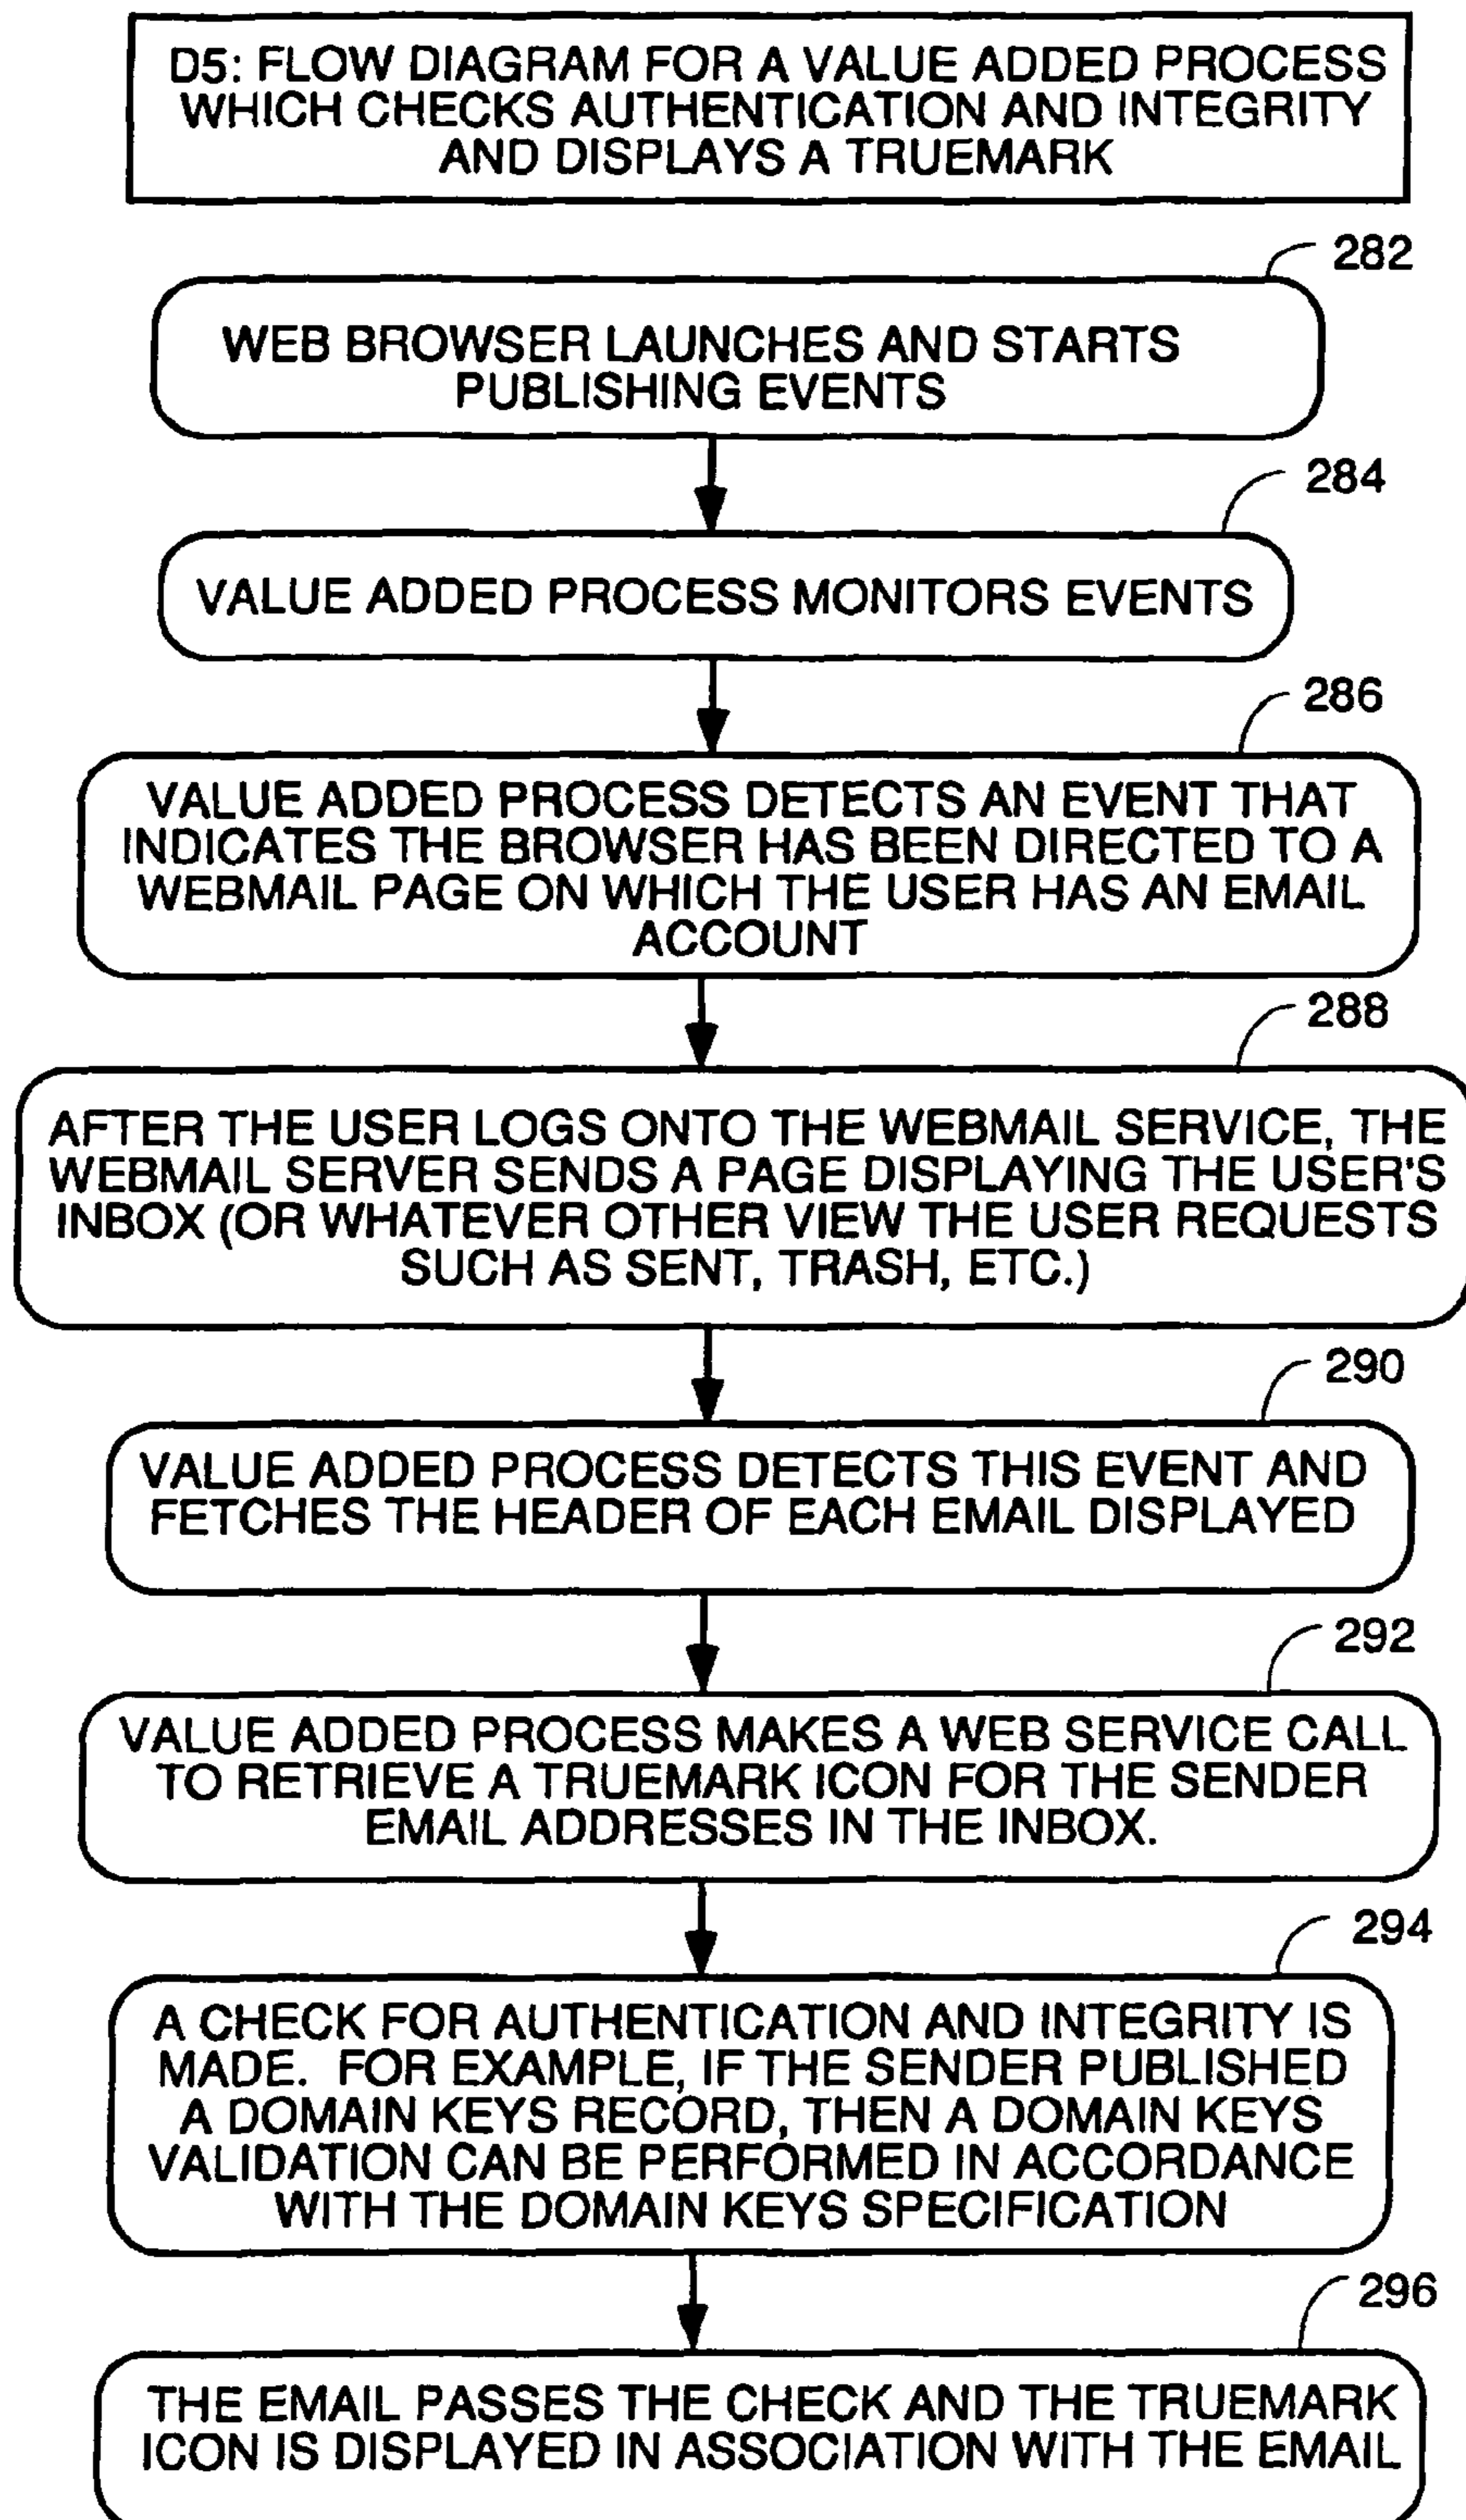 D5: FLOW DIAGRAM FOR A VALUE ADDED PROCESS
WHICH CHECKS AUTHENTICATION AND INTEGRITY
AND DISPLAYS A TRUEMARK
282
WEB BROWSER LAUNCHES AND STARTS
PUBLISHING EVENTS
284
VALUE ADDED PROCESS MONITORS EVENTS
286
VALUE ADDED PROCESS DETECTS AN EVENT THAT
INDICATES THE BROWSER HAS BEEN DIRECTED TO A
WEBMAIL PAGE ON WHICH THE USER HAS AN EMAIL
ACCOUNT
288
AFTER THE USER LOGS ONTO THE WEBMAIL SERVICE, THE
WEBMAIL SERVER SENDS A PAGE DISPLAYING THE USER'S
INBOX (OR WHATEVER OTHER VIEW THE USER REQUESTS
SUCH AS SENT, TRASH, ETC.)
290
VALUE ADDED PROCESS DETECTS THIS EVENT AND
FETCHES THE HEADER OF EACH EMAIL DISPLAYED
292
VALUE ADDED PROCESS MAKES A WEB SERVICE CALL
TO RETRIEVE A TRUEMARK ICON FOR THE SENDER
EMAIL ADDRESSES IN THE INBOX.
294
A CHECK FOR AUTHENTICATION AND INTEGRITY IS
MADE. FOR EXAMPLE, IF THE SENDER PUBLISHED
A DOMAIN KEYS RECORD, THEN A DOMAIN KEYS
VALIDATION CAN BE PERFORMED IN ACCORDANCE
WITH THE DOMAIN KEYS SPECIFICATION
296
THE EMAIL PASSES THE CHECK AND THE TRUEMARK
ICON IS DISPLAYED IN ASSOCIATION WITH THE EMAIL